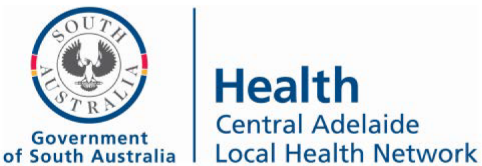 SOUTH
AUSTRALIA
Government
of South Australia
Health
Central Adelaide
Local Health Network